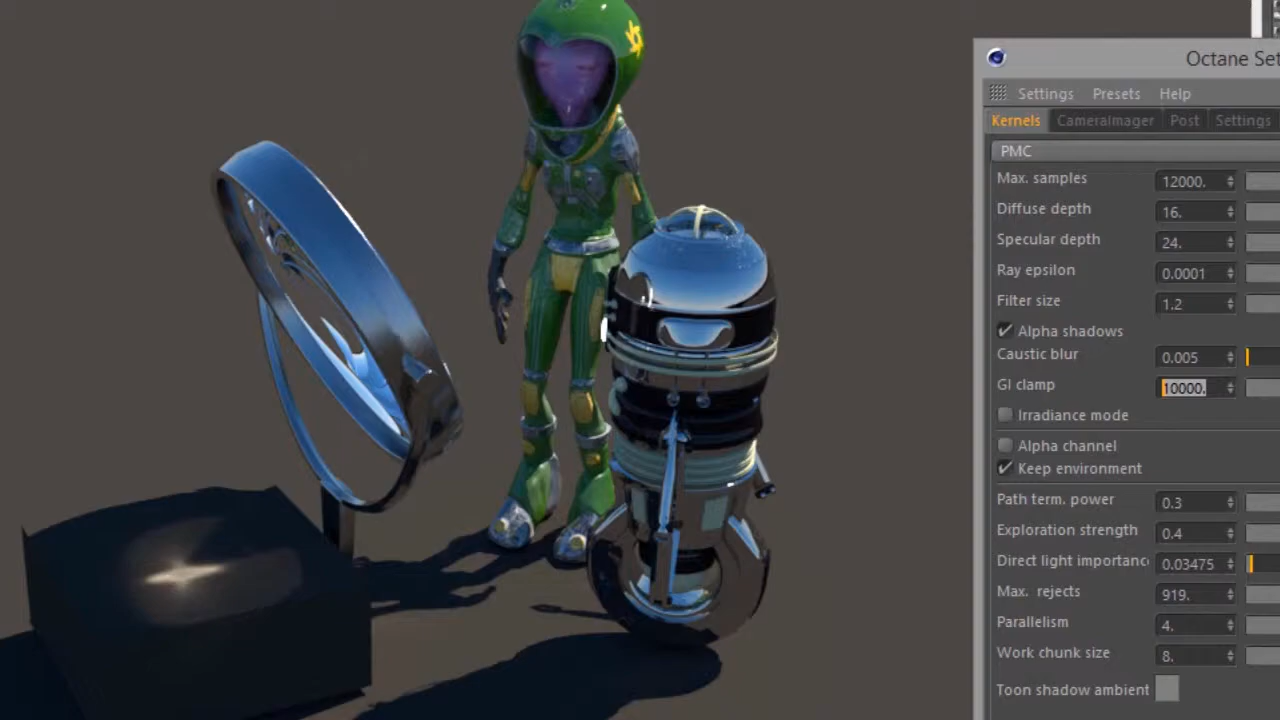 Octane Set
Settings Presets Help
Kernels CameraImager Post Settings
PMC
Max. samples 12000.
Diffuse depth 16.
Specular depth 24.
Ray epsilon 0.0001
Filter size 1.2
Alpha shadows
Caustic blur 0.005
GI clamp 10000.
Irradiance mode
Alpha channel
Keep environment
Path term. power 0.3
Exploration strength 0.4
Direct light importanc 0.03475
Max. rejects 919.
Parallelism 4.
Work chunk size 8.
Toon shadow ambient